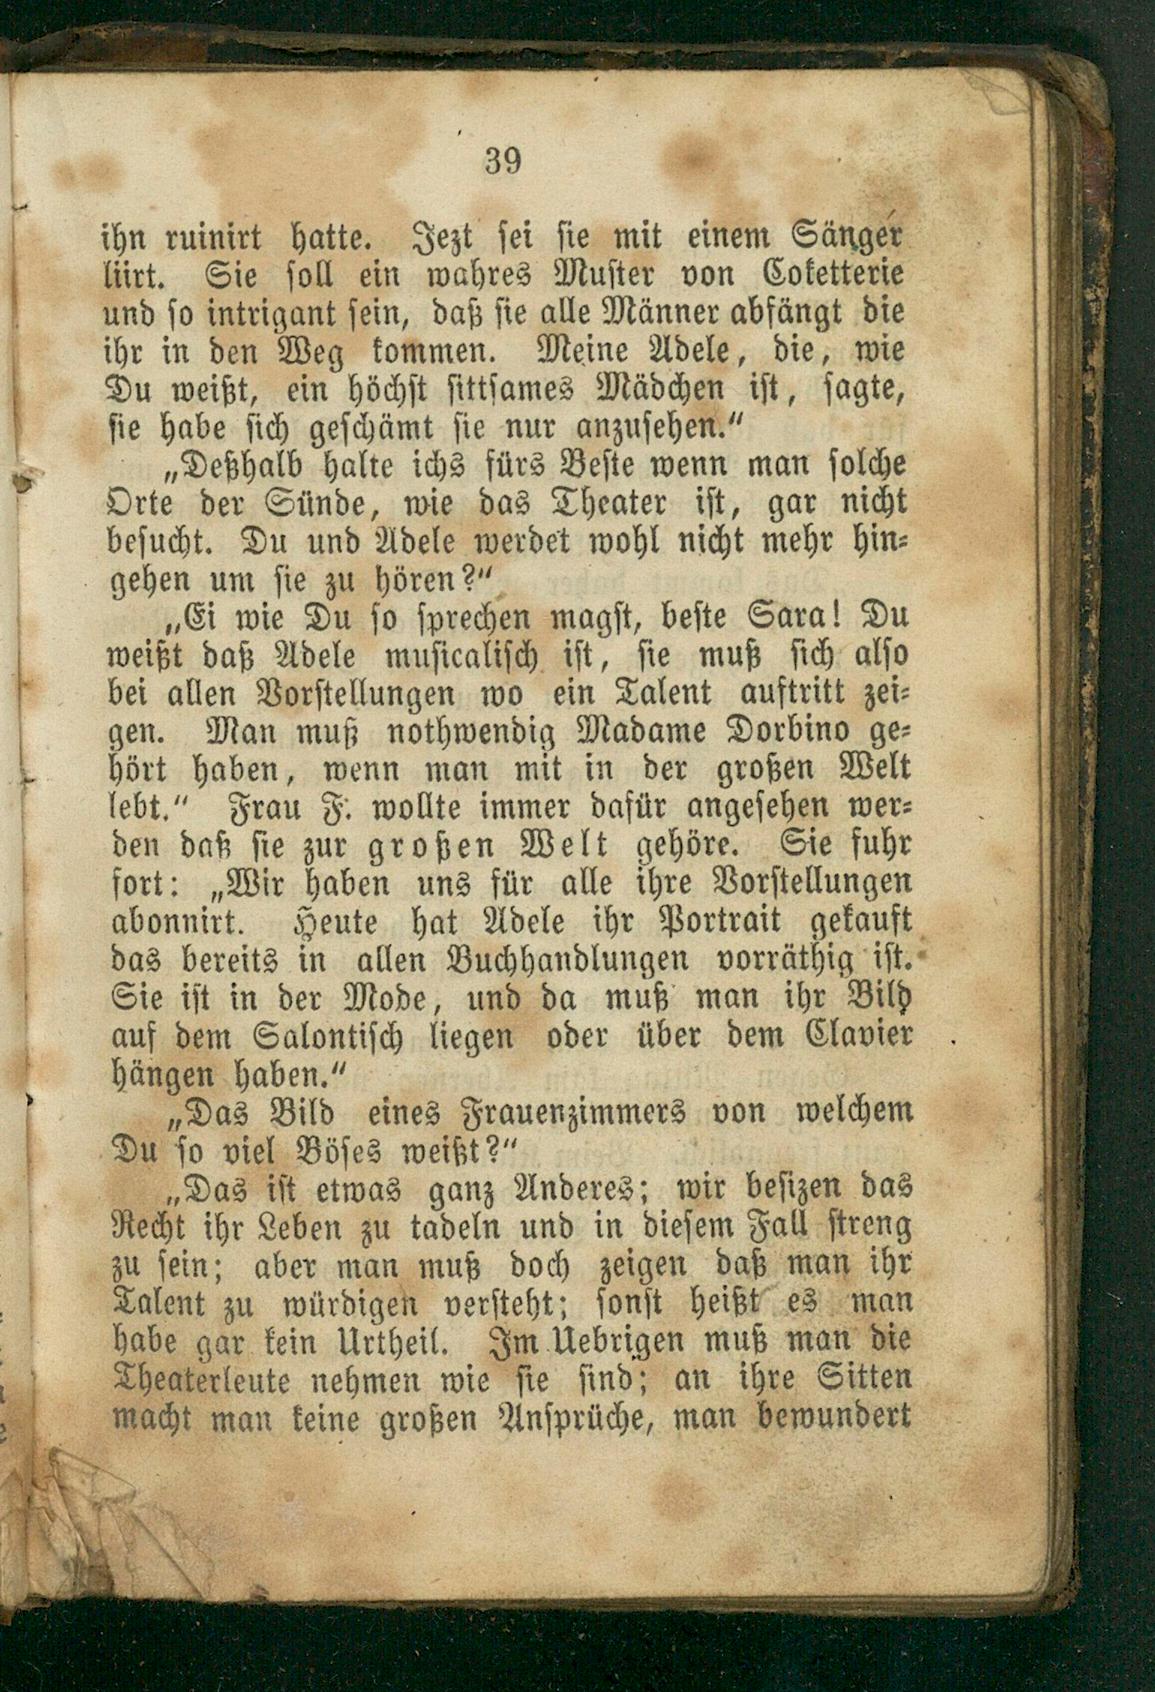 39
ihn ruinirt hatte. Jezt sei sie mit einem Sänger
liirt. Sie soll ein wahres Muster von Coketterie
und so intrigant sein, daß sie alle Männer abfängt die
ihr in den Weg kommen. Meine Adele, die, wie
Du weißt, ein höchst sittsames Mädchen ist, sagte,
sie habe sich geschämt sie nur anzusehen.“
„Deßhalb halte ichs fürs Beste wenn man solche
Orte der Sünde, wie das Theater ist, gar nicht
besucht. Du und Adele werdet wohl nicht mehr hin⸗
gehen um sie zu hören?“
„Ei wie Du so sprechen magst, beste Sara! Du
weißt daß Adele musicalisch ist, sie muß sich also
bei allen Vorstellungen wo ein Talent auftritt zei⸗
gen. Man muß nothwendig Madame Dorbino ge⸗
hört haben, wenn man mit in der großen Welt
lebt.“ Frau F. wollte immer dafür angesehen wer⸗
den daß sie zur großen Welt gehöre. Sie fuhr
fort: „Wir haben uns für alle ihre Vorstellungen
abonnirt. Heute hat Adele ihr Portrait gekauft
das bereits in allen Buchhandlungen vorräthig ist.
Sie ist in der Mode, und da muß man ihr Bild
auf dem Salontisch liegen oder über dem Clavier
hängen haben.“
„Das Bild eines Frauenzimmers von welchem
Du so viel Böses weißt?“
„Das ist etwas ganz Anderes; wir besizen das
Recht ihr Leben zu tadeln und in diesem Fall streng
zu sein; aber man muß doch zeigen daß man ihr
Talent zu würdigen versteht; sonst heißt es man
habe gar kein Urtheil. Im Uebrigen muß man die
Theaterleute nehmen wie sie sind; an ihre Sitten
macht man keine großen Ansprüche, man bewundert